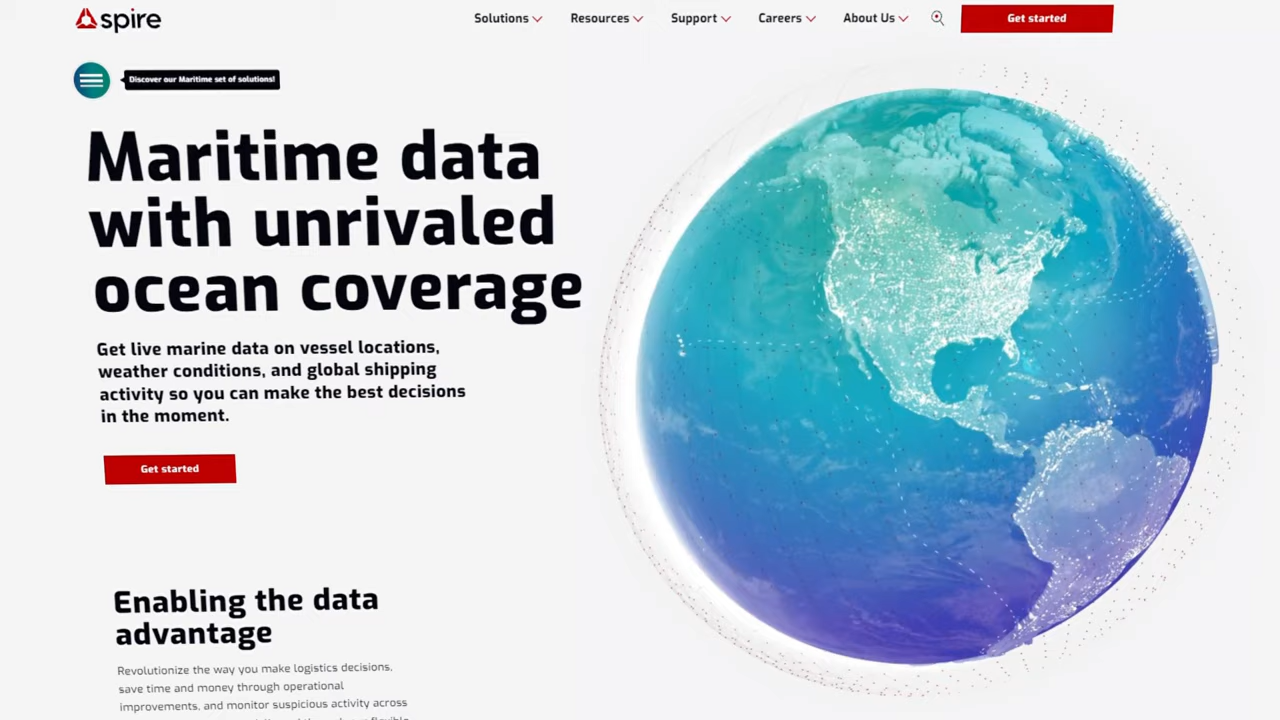 spire
Solutions Resources Support Careers About Us Get started
Discover our Maritime set of solutions!
Maritime data
with unrivaled
ocean coverage
Get live marine data on vessel locations,
weather conditions, and global shipping
activity so you can make the best decisions
in the moment.
Get started
Enabling the data
advantage
Revolutionize the way you make logistics decisions,
save time and money through operational
improvements, and monitor suspicious activity across